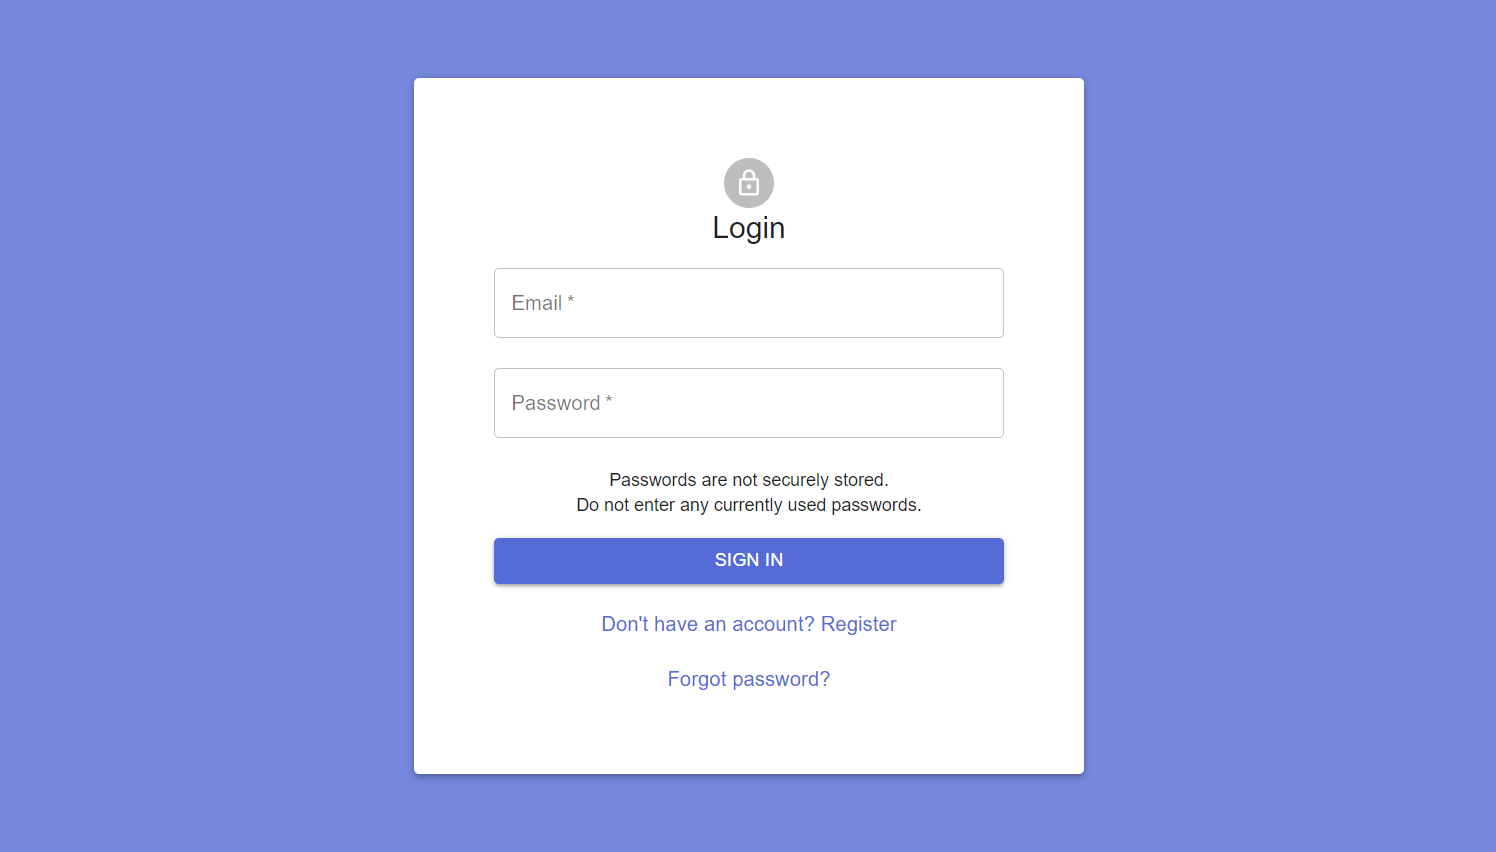 Login
Email *
Password *
Passwords are not securely stored.
Do not enter any currently used passwords.
SIGN IN
Don't have an account? Register
Forgot password?